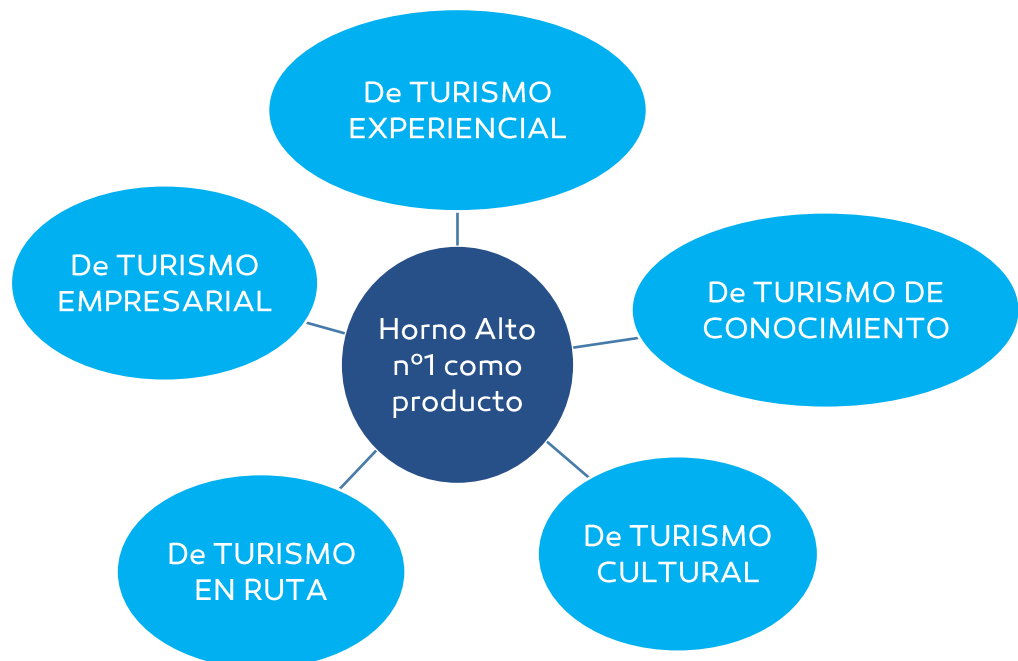 De TURISMO
EXPERIENCIAL
De TURISMO
EMPRESARIAL
De TURISMO DE
CONOCIMIENTO
Horno Alto
nº1 como
producto
De TURISMO
EN RUTA
De TURISMO
CULTURAL